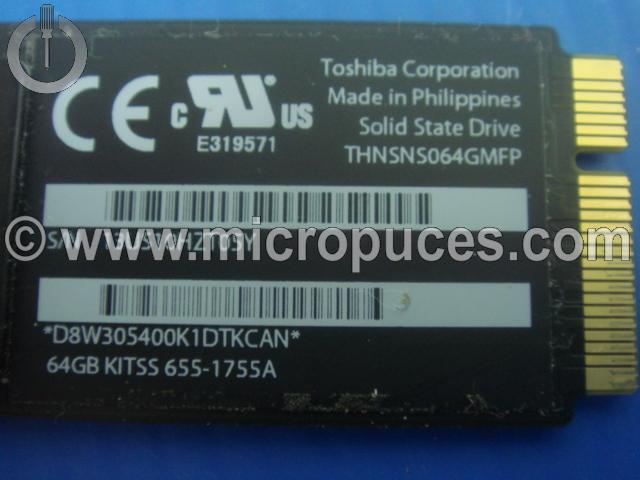 Toshiba Corporation
Made in Philippines
Solid State Drive
THNSNS064GMFP
CE
c RU US
E319571
S/N
© www.micropuces.com
*D8W305400K1DTKCAN*
64GB KITSS 655-1755A